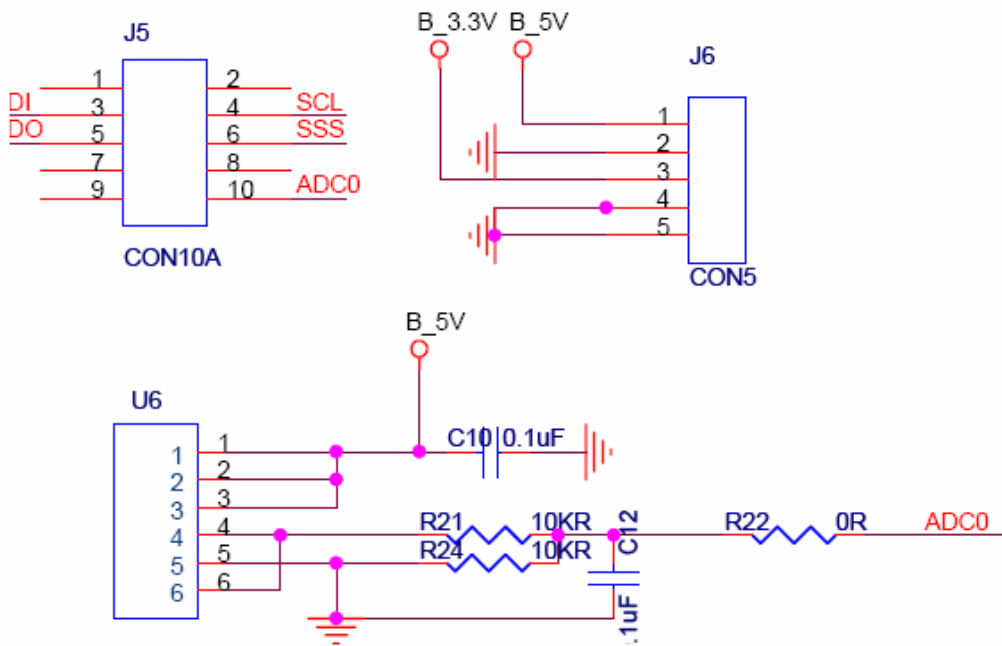 B_3.3V B_5V
J5
J6
1 2
DI 3 4 SCL
DO 5 6 SSS
7 8
9 10 ADC0
CON10A
1
2
3
4
5
CON5
B_5V
U6
C10 0.1uF
1 1
2 2
3 3
4 4
5 5
6 6
R21 10KR
R24 10KR
C12
.1uF
R22 0R ADC0